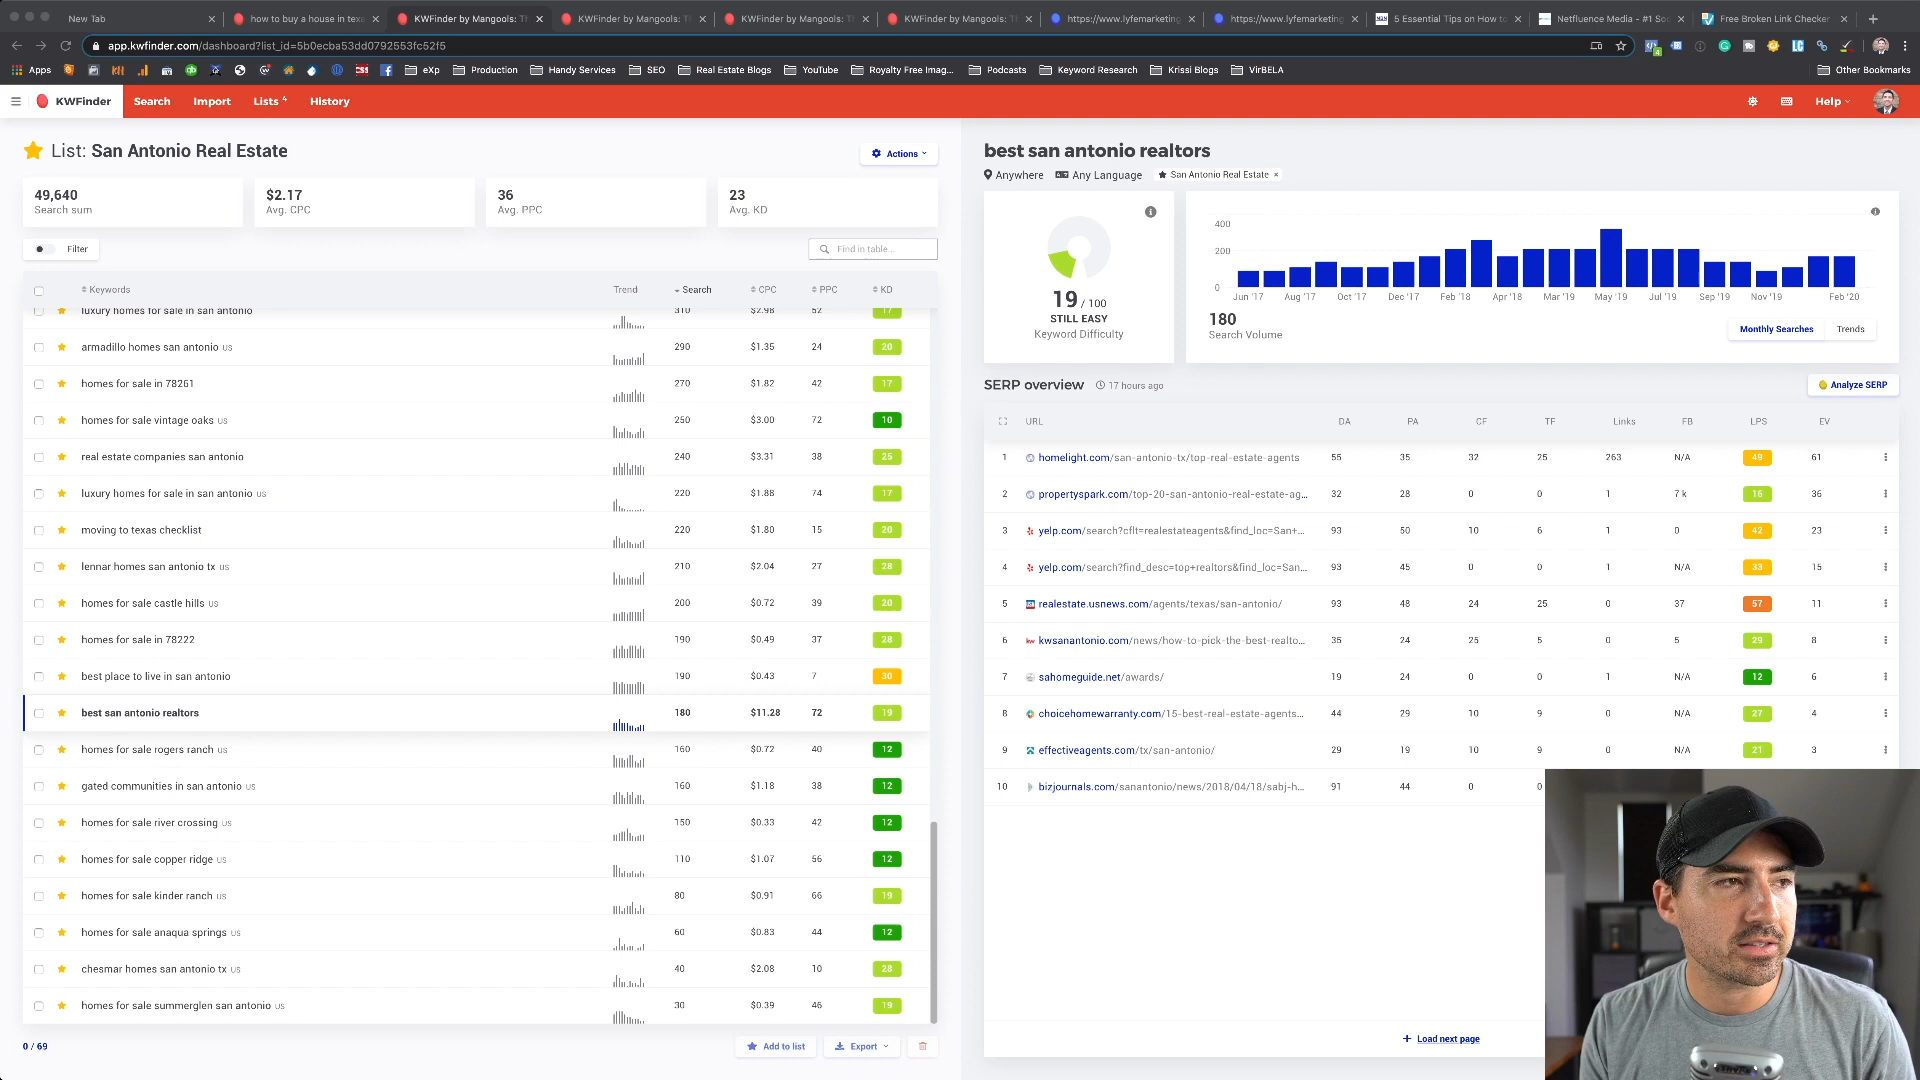 New Tab
how to buy a house in texa
KWFinder by Mangools: Th
KWFinder by Mangools: Th
KWFinder by Mangools: Th
KWFinder by Mangools: Th
https://www.lyfemarketing
https://www.lyfemarketing
5 Essential Tips on How to
Netfluence Media - #1 Soc
Free Broken Link Checker
app.kwfinder.com/dashboard?list_id=5b0ecba53dd0792553fc52f5
Apps
eXp
Production
Handy Services
SEO
Real Estate Blogs
YouTube
Royalty Free Imag...
Podcasts
Keyword Research
Krissi Blogs
VirBELA
Other Bookmarks
KWFinder
Search
Import
Lists 4
History
Help
List: San Antonio Real Estate
Actions
49,640
Search sum
$2.17
Avg. CPC
36
Avg. PPC
23
Avg. KD
Filter
Find in table...
Keywords Trend Search CPC PPC KD
luxury homes for sale in san antonio 310 $2.98 52 17
armadillo homes san antonio US 290 $1.35 24 20
homes for sale in 78261 270 $1.82 42 17
homes for sale vintage oaks US 250 $3.00 72 10
real estate companies san antonio 240 $3.31 38 25
luxury homes for sale in san antonio US 220 $1.88 74 17
moving to texas checklist 220 $1.80 15 20
lennar homes san antonio tx US 210 $2.04 27 28
homes for sale castle hills US 200 $0.72 39 20
homes for sale in 78222 190 $0.49 37 28
best place to live in san antonio 190 $0.43 7 30
best san antonio realtors 180 $11.28 72 19
homes for sale rogers ranch US 160 $0.72 40 12
gated communities in san antonio US 160 $1.18 38 12
homes for sale river crossing US 150 $0.33 42 12
homes for sale copper ridge US 110 $1.07 56 12
homes for sale kinder ranch US 80 $0.91 66 19
homes for sale anaqua springs US 60 $0.83 44 12
chesmar homes san antonio tx US 40 $2.08 10 28
homes for sale summerglen san antonio US 30 $0.39 46 19
0 / 69
Add to list
Export
best san antonio realtors
Anywhere
Any Language
San Antonio Real Estate ×
19 / 100
STILL EASY
Keyword Difficulty
400
200
0
Jun '17 Aug '17 Oct '17 Dec '17 Feb '18 Apr '18 Mar '19 May '19 Jul '19 Sep '19 Nov '19 Feb '20
180
Search Volume
Monthly Searches
Trends
SERP overview
17 hours ago
Analyze SERP
URL DA PA CF TF Links FB LPS EV
1 homelight.com/san-antonio-tx/top-real-estate-agents 55 35 32 25 263 N/A 49 61
2 propertyspark.com/top-20-san-antonio-real-estate-ag... 32 28 0 0 1 7 k 16 36
3 yelp.com/search?cflt=realestateagents&find_loc=San+... 93 50 10 6 1 0 42 23
4 yelp.com/search?find_desc=top+realtors&find_loc=San... 93 45 0 0 1 N/A 33 15
5 realestate.usnews.com/agents/texas/san-antonio/ 93 48 24 25 0 37 57 11
6 kwsanantonio.com/news/how-to-pick-the-best-realto... 35 24 25 5 0 5 29 8
7 sahomeguide.net/awards/ 19 24 0 0 1 N/A 12 6
8 choicehomewarranty.com/15-best-real-estate-agents... 44 29 10 9 0 N/A 27 4
9 effectiveagents.com/tx/san-antonio/ 29 19 10 9 0 N/A 21 3
10 bizjournals.com/sanantonio/news/2018/04/18/sabj-h... 91 44 0 0
+ Load next page